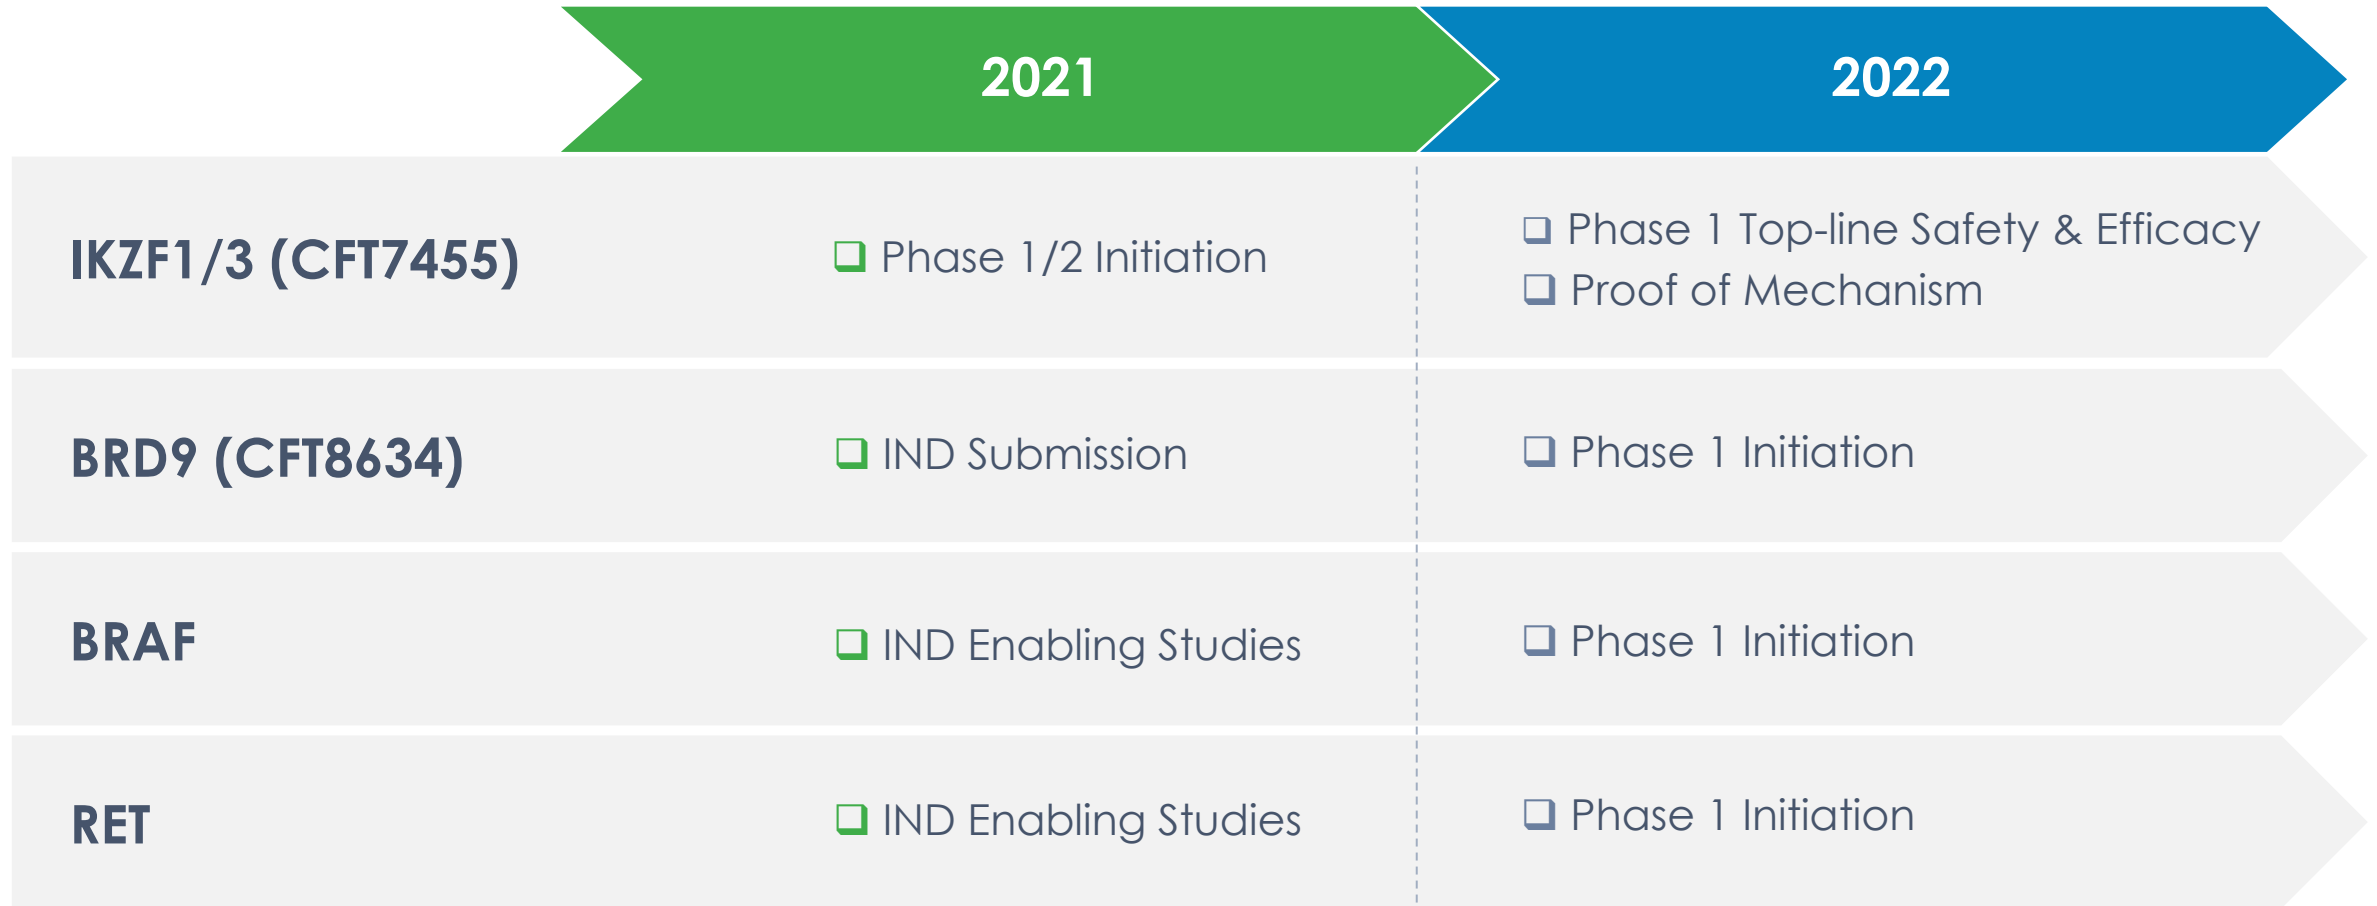 2021
2022
IKZF1/3 (CFT7455)
Phase 1/2 Initiation
Phase 1 Top-line Safety & Efficacy
Proof of Mechanism
BRD9 (CFT8634)
IND Submission
Phase 1 Initiation
BRAF
IND Enabling Studies
Phase 1 Initiation
RET
IND Enabling Studies
Phase 1 Initiation